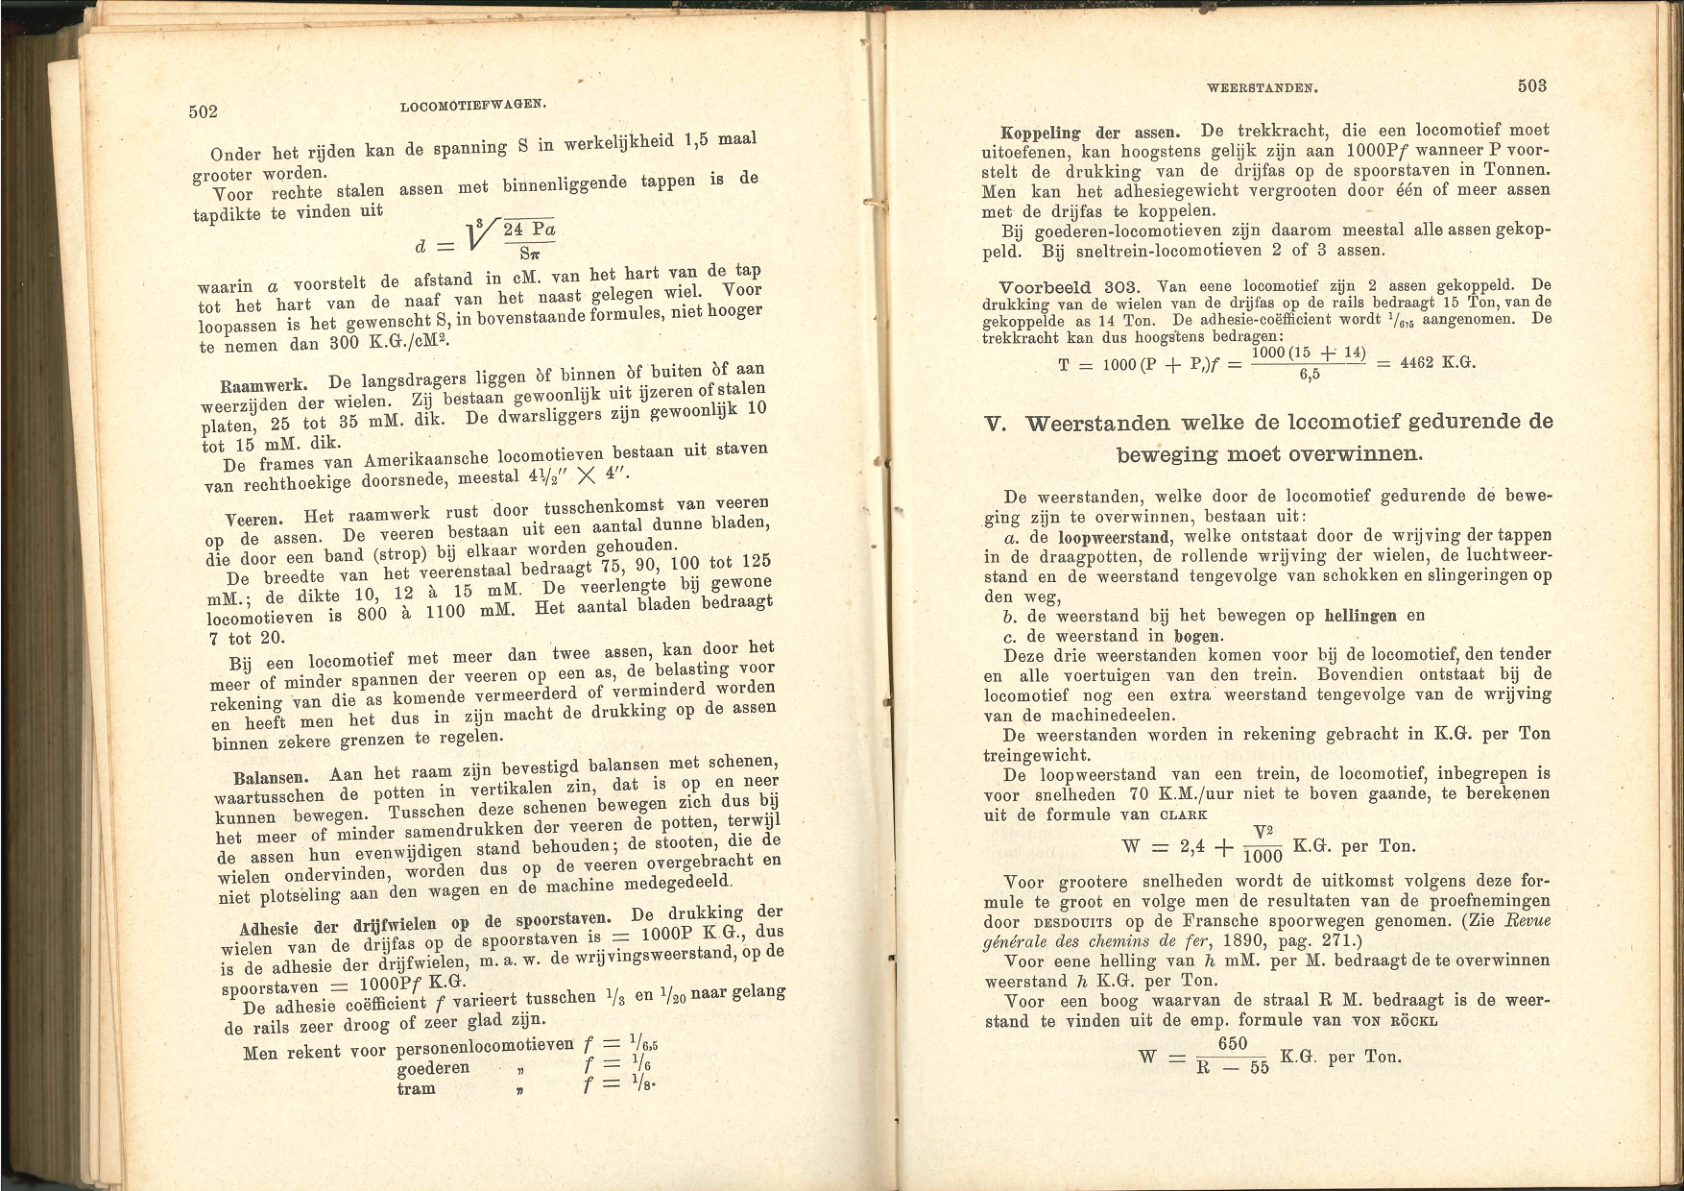 502
LOCOMOTIEFWAGEN.
Onder het rijden kan de spanning S in werkelijkheid 1,5 maal
grooter worden.
Voor rechte stalen assen met binnenliggende tappen is de
tapdikte te vinden uit
d = ∛(24 Pa / Sπ)
waarin a voorstelt de afstand in cM. van het hart van de tap
tot het hart van de naaf van het naast gelegen wiel. Voor
loopassen is het gewenscht S, in bovenstaande formules, niet hooger
te nemen dan 300 K.G./cM².
Raamwerk. De langsdragers liggen òf binnen òf buiten òf aan
weerzijden der wielen. Zij bestaan gewoonlijk uit ijzeren of stalen
platen, 25 tot 35 mM. dik. De dwarsliggers zijn gewoonlijk 10
tot 15 mM. dik.
De frames van Amerikaansche locomotieven bestaan uit staven
van rechthoekige doorsnede, meestal 4½″ × 4″.
Veeren. Het raamwerk rust door tusschenkomst van veeren
op de assen. De veeren bestaan uit een aantal dunne bladen,
die door een band (strop) bij elkaar worden gehouden.
De breedte van het veerenstaal bedraagt 75, 90, 100 tot 125
mM.; de dikte 10, 12 à 15 mM. De veerlengte bij gewone
locomotieven is 800 à 1100 mM. Het aantal bladen bedraagt
7 tot 20.
Bij een locomotief met meer dan twee assen, kan door het
meer of minder spannen der veeren op een as, de belasting voor
rekening van die as komende vermeerderd of verminderd worden
en heeft men het dus in zijn macht de drukking op de assen
binnen zekere grenzen te regelen.
Balansen. Aan het raam zijn bevestigd balansen met schenen,
waartusschen de potten in vertikalen zin, dat is op en neer
kunnen bewegen. Tusschen deze schenen bewegen zich dus bij
het meer of minder samendrukken der veeren de potten, terwijl
de assen hun evenwijdigen stand behouden; de stooten, die de
wielen ondervinden, worden dus op de veeren overgebracht en
niet plotseling aan den wagen en de machine medegedeeld.
Adhesie der drijfwielen op de spoorstaven. De drukking der
wielen van de drijfas op de spoorstaven is = 1000P K.G., dus
is de adhesie der drijfwielen, m. a. w. de wrijvingsweerstand, op de
spoorstaven = 1000Pf K.G.
De adhesie coëfficient f varieert tusschen 1/3 en 1/20 naar gelang
de rails zeer droog of zeer glad zijn.
Men rekent voor personenlocomotieven f = 1/6,5
goederen „ f = 1/6
tram „ f = 1/8.
WEERSTANDEN.
503
Koppeling der assen. De trekkracht, die een locomotief moet
uitoefenen, kan hoogstens gelijk zijn aan 1000Pf wanneer P voor-
stelt de drukking van de drijfas op de spoorstaven in Tonnen.
Men kan het adhesiegewicht vergrooten door één of meer assen
met de drijfas te koppelen.
Bij goederen-locomotieven zijn daarom meestal alle assen gekop-
peld. Bij sneltrein-locomotieven 2 of 3 assen.
Voorbeeld 303. Van eene locomotief zijn 2 assen gekoppeld. De
drukking van de wielen van de drijfas op de rails bedraagt 15 Ton, van de
gekoppelde as 14 Ton. De adhesie-coëfficient wordt 1/6,5 aangenomen. De
trekkracht kan dus hoogstens bedragen:
T = 1000 (P + P,)f = 1000 (15 + 14) / 6,5 = 4462 K.G.
V. Weerstanden welke de locomotief gedurende de
beweging moet overwinnen.
De weerstanden, welke door de locomotief gedurende de bewe-
ging zijn te overwinnen, bestaan uit:
a. de loopweerstand, welke ontstaat door de wrijving der tappen
in de draagpotten, de rollende wrijving der wielen, de luchtweer-
stand en de weerstand tengevolge van schokken en slingeringen op
den weg,
b. de weerstand bij het bewegen op hellingen en
c. de weerstand in bogen.
Deze drie weerstanden komen voor bij de locomotief, den tender
en alle voertuigen van den trein. Bovendien ontstaat bij de
locomotief nog een extra weerstand tengevolge van de wrijving
van de machinedeelen.
De weerstanden worden in rekening gebracht in K.G. per Ton
treingewicht.
De loopweerstand van een trein, de locomotief, inbegrepen is
voor snelheden 70 K.M./uur niet te boven gaande, te berekenen
uit de formule van CLARK
W = 2,4 + V² / 1000 K.G. per Ton.
Voor grootere snelheden wordt de uitkomst volgens deze for-
mule te groot en volge men de resultaten van de proefnemingen
door DESDOUITS op de Fransche spoorwegen genomen. (Zie Revue
générale des chemins de fer, 1890, pag. 271.)
Voor eene helling van h mM. per M. bedraagt de te overwinnen
weerstand h K.G. per Ton.
Voor een boog waarvan de straal R M. bedraagt is de weer-
stand te vinden uit de emp. formule van VON RÖCKL
W = 650 / (R — 55) K.G. per Ton.